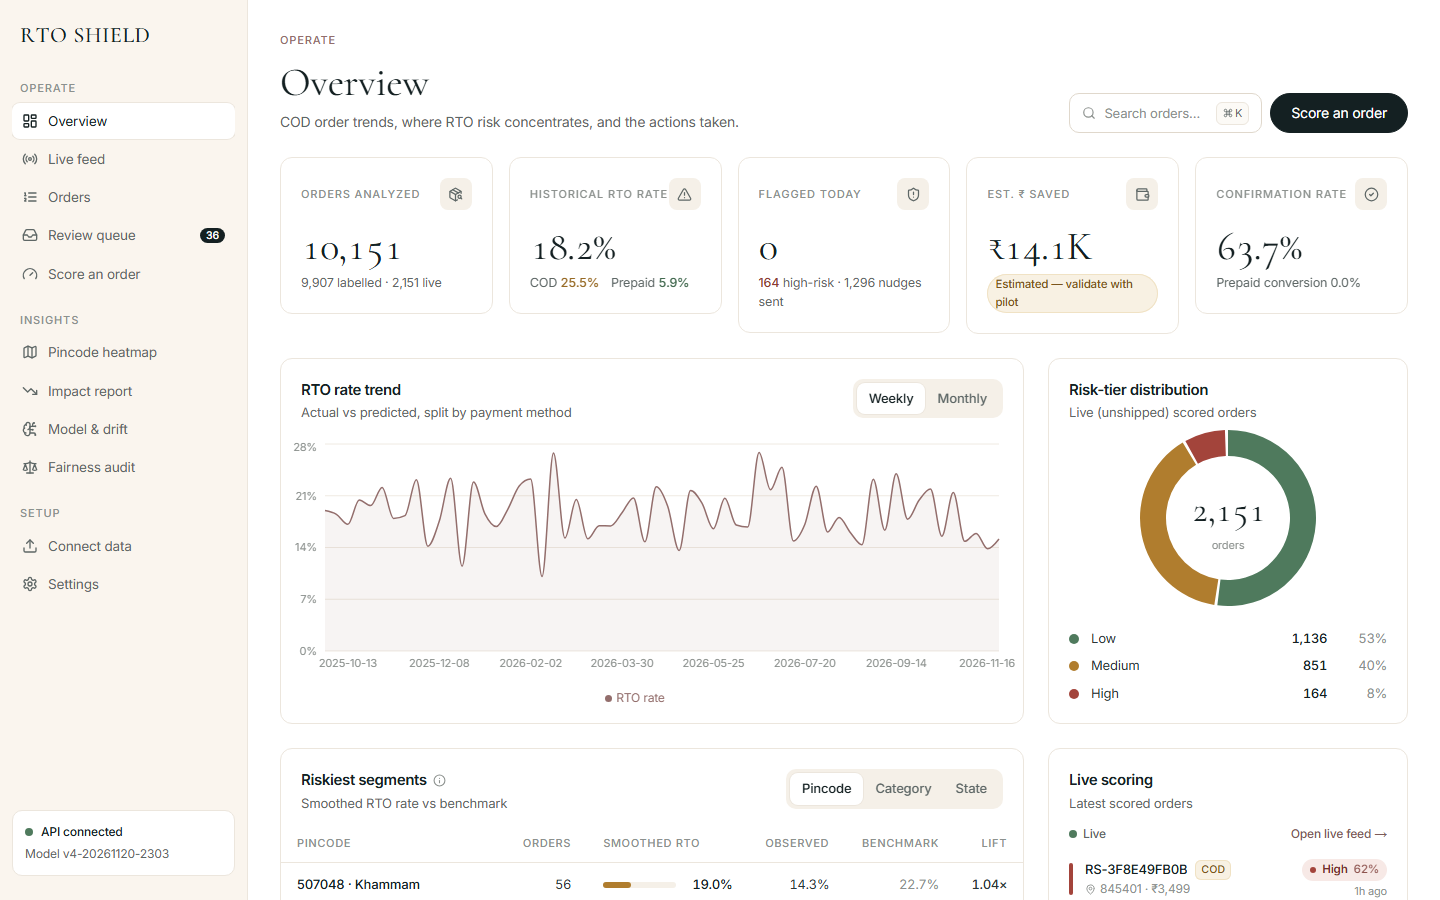 RTO SHIELD
OPERATE
Overview
Live feed
Orders
Review queue 36
Score an order
INSIGHTS
Pincode heatmap
Impact report
Model & drift
Fairness audit
SETUP
Connect data
Settings
API connected
Model v4-20261120-2303
OPERATE
Overview
COD order trends, where RTO risk concentrates, and the actions taken.
Search orders... ⌘K
Score an order
ORDERS ANALYZED
10,151
9,907 labelled · 2,151 live
HISTORICAL RTO RATE
18.2%
COD 25.5% Prepaid 5.9%
FLAGGED TODAY
0
164 high-risk · 1,296 nudges
sent
EST. ₹ SAVED
₹14.1K
Estimated — validate with
pilot
CONFIRMATION RATE
63.7%
Prepaid conversion 0.0%
RTO rate trend
Actual vs predicted, split by payment method
Weekly Monthly
28%
21%
14%
7%
0%
2025-10-13 2025-12-08 2026-02-02 2026-03-30 2026-05-25 2026-07-20 2026-09-14 2026-11-16
RTO rate
Risk-tier distribution
Live (unshipped) scored orders
2,151
orders
Low 1,136 53%
Medium 851 40%
High 164 8%
Riskiest segments
Smoothed RTO rate vs benchmark
Pincode Category State
PINCODE ORDERS SMOOTHED RTO OBSERVED BENCHMARK LIFT
507048 · Khammam 56 19.0% 14.3% 22.7% 1.04×
Live scoring
Latest scored orders
Live Open live feed →
RS-3F8E49FB0B COD High 62%
845401 · ₹3,499 1h ago